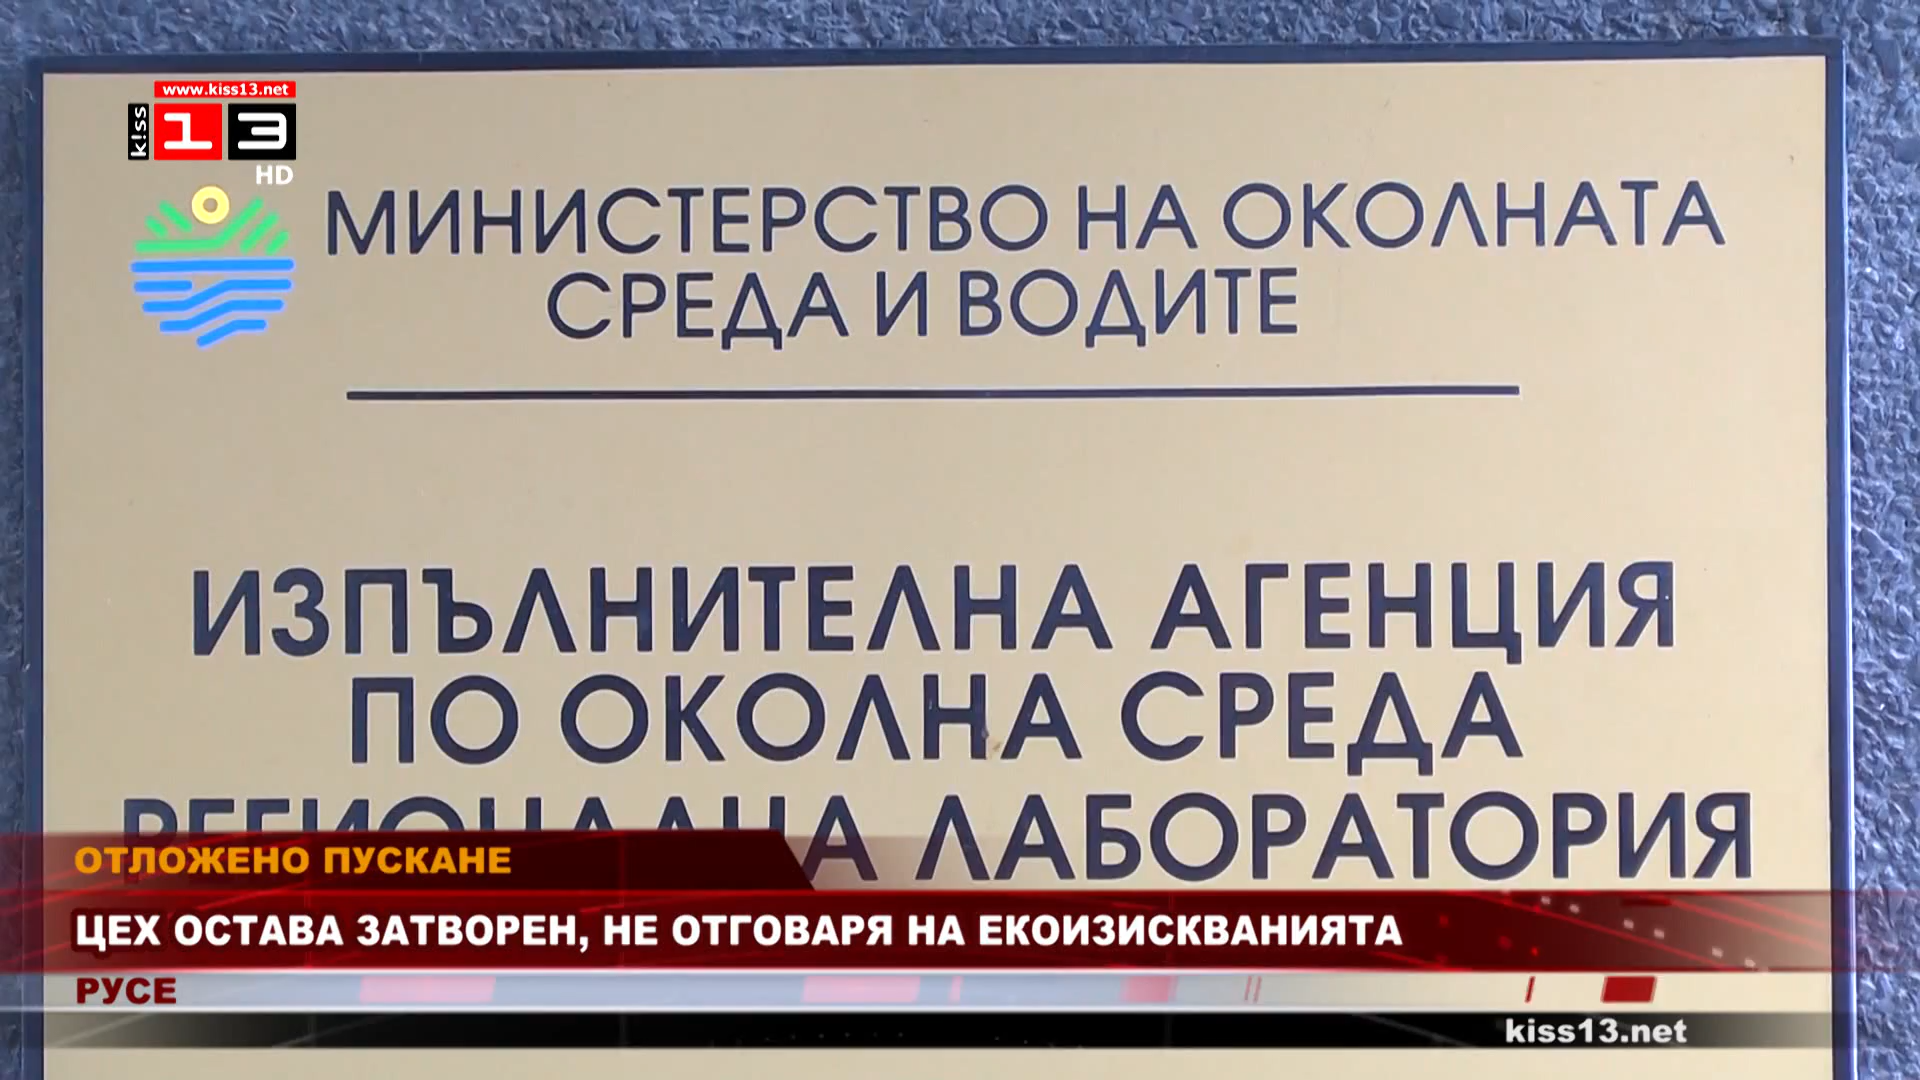 www.kiss13.net
kiss 13
HD
МИНИСТЕРСТВО НА ОКОЛНАТА
СРЕДА И ВОДИТЕ
ИЗПЪЛНИТЕЛНА АГЕНЦИЯ
ПО ОКОЛНА СРЕДА
РЕГИОНАЛНА ЛАБОРАТОРИЯ
ОТЛОЖЕНО ПУСКАНЕ
ЦЕХ ОСТАВА ЗАТВОРЕН, НЕ ОТГОВАРЯ НА ЕКОИЗИСКВАНИЯТА
РУСЕ
kiss13.net